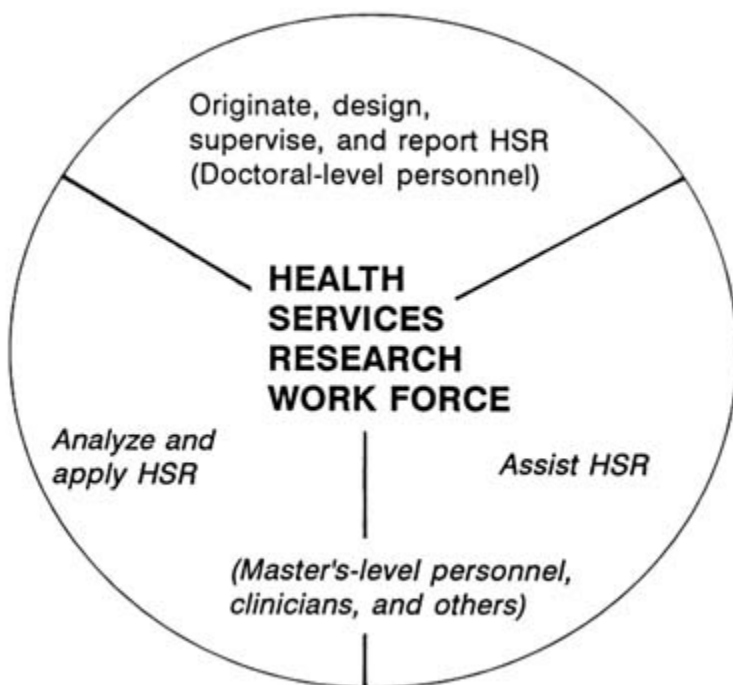 Originate, design,
supervise, and report HSR
(Doctoral-level personnel)
HEALTH
SERVICES
RESEARCH
WORK FORCE
Analyze and
apply HSR
Assist HSR
(Master's-level personnel,
clinicians, and others)